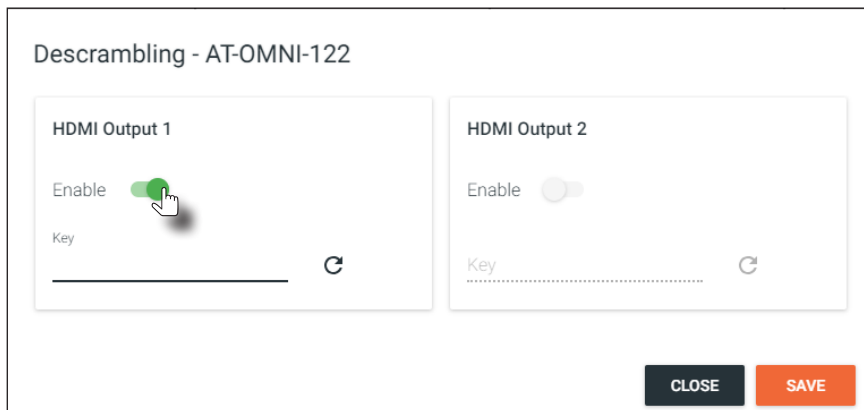 Descrambling - AT-OMNI-122
HDMI Output 1
Enable
Key
HDMI Output 2
Enable
Key
CLOSE
SAVE